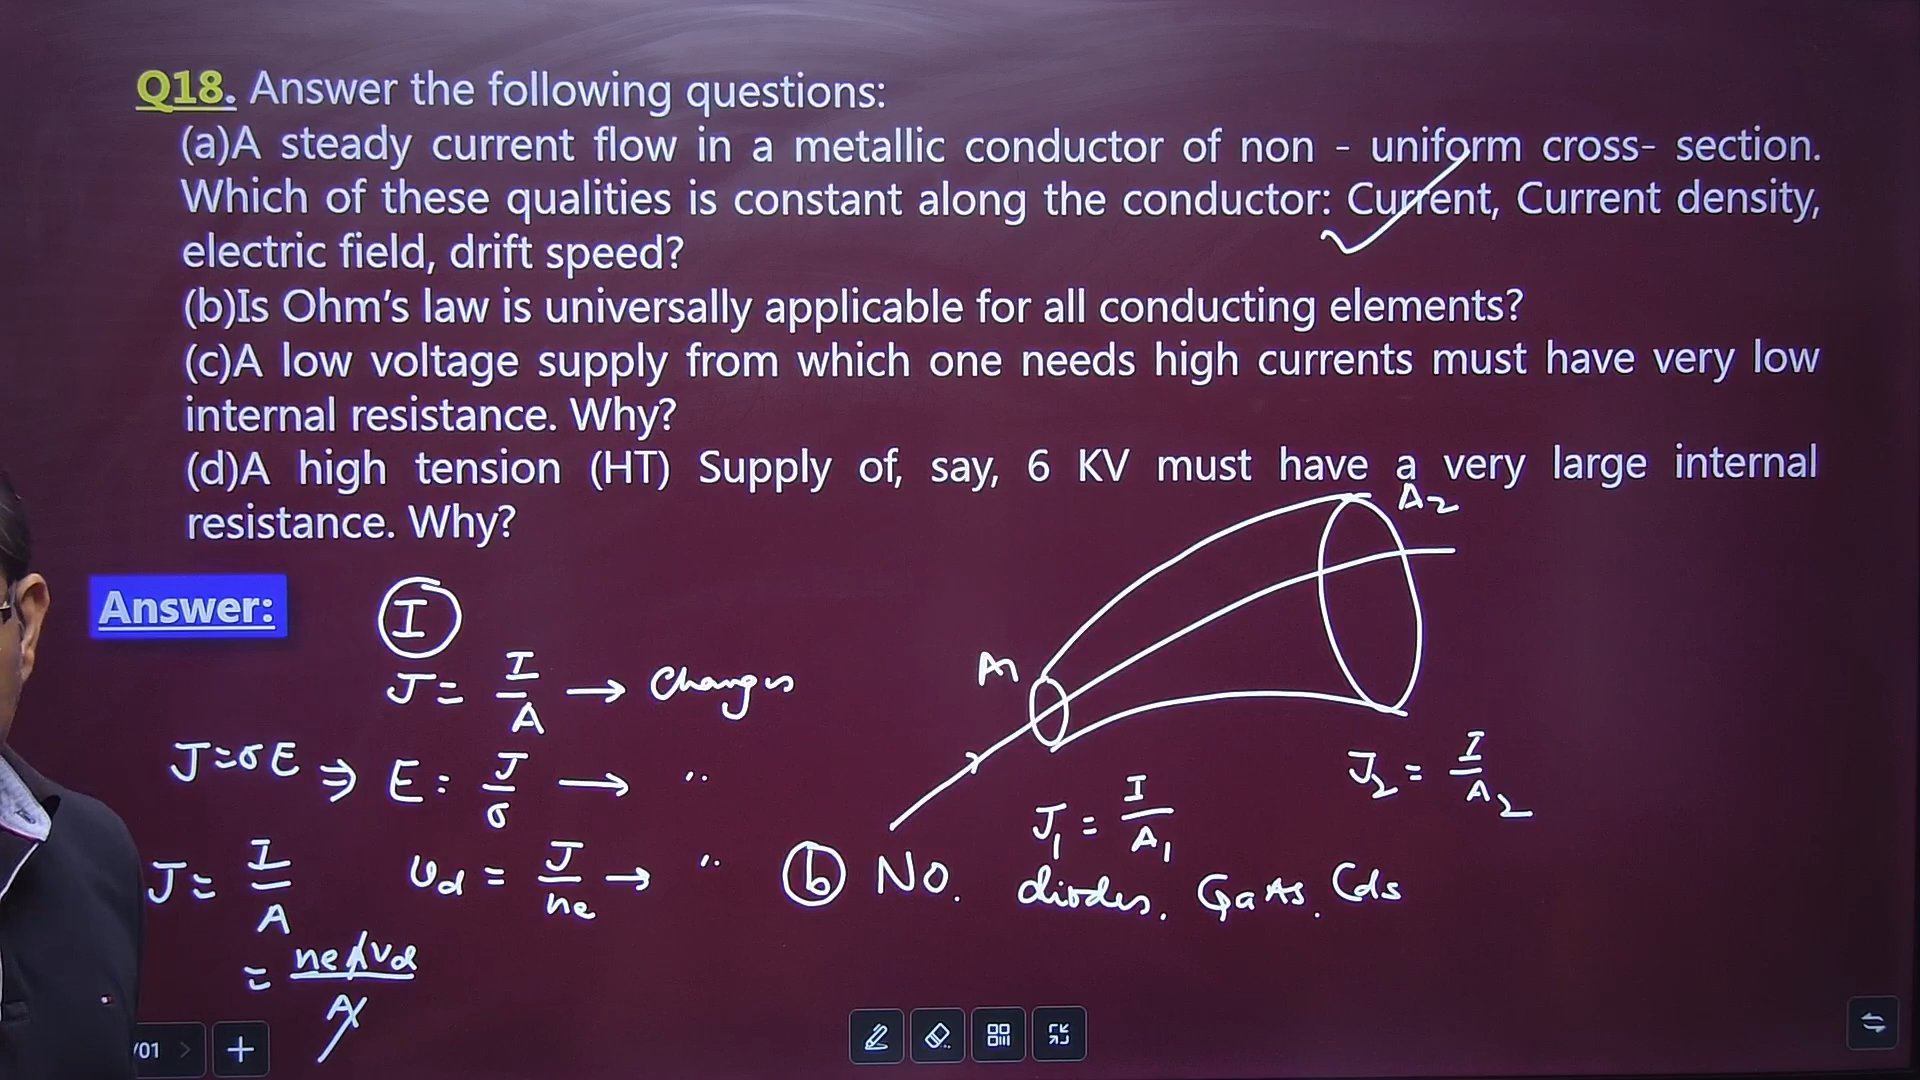 Q18. Answer the following questions:
(a)A steady current flow in a metallic conductor of non - uniform cross- section.
Which of these qualities is constant along the conductor: Current, Current density,
electric field, drift speed?
(b)Is Ohm's law is universally applicable for all conducting elements?
(c)A low voltage supply from which one needs high currents must have very low
internal resistance. Why?
(d)A high tension (HT) Supply of, say, 6 KV must have a very large internal
resistance. Why?
A2
Answer:
I
J = I/A → Changes
A1
J=σE ⇒ E = J/σ → "
J1 = I/A1
J2 = I/A2
J = I/A
υd = J/ne → "
(b) NO. diodes. GaAs. Cds
= neAvd/A
/01 >
+